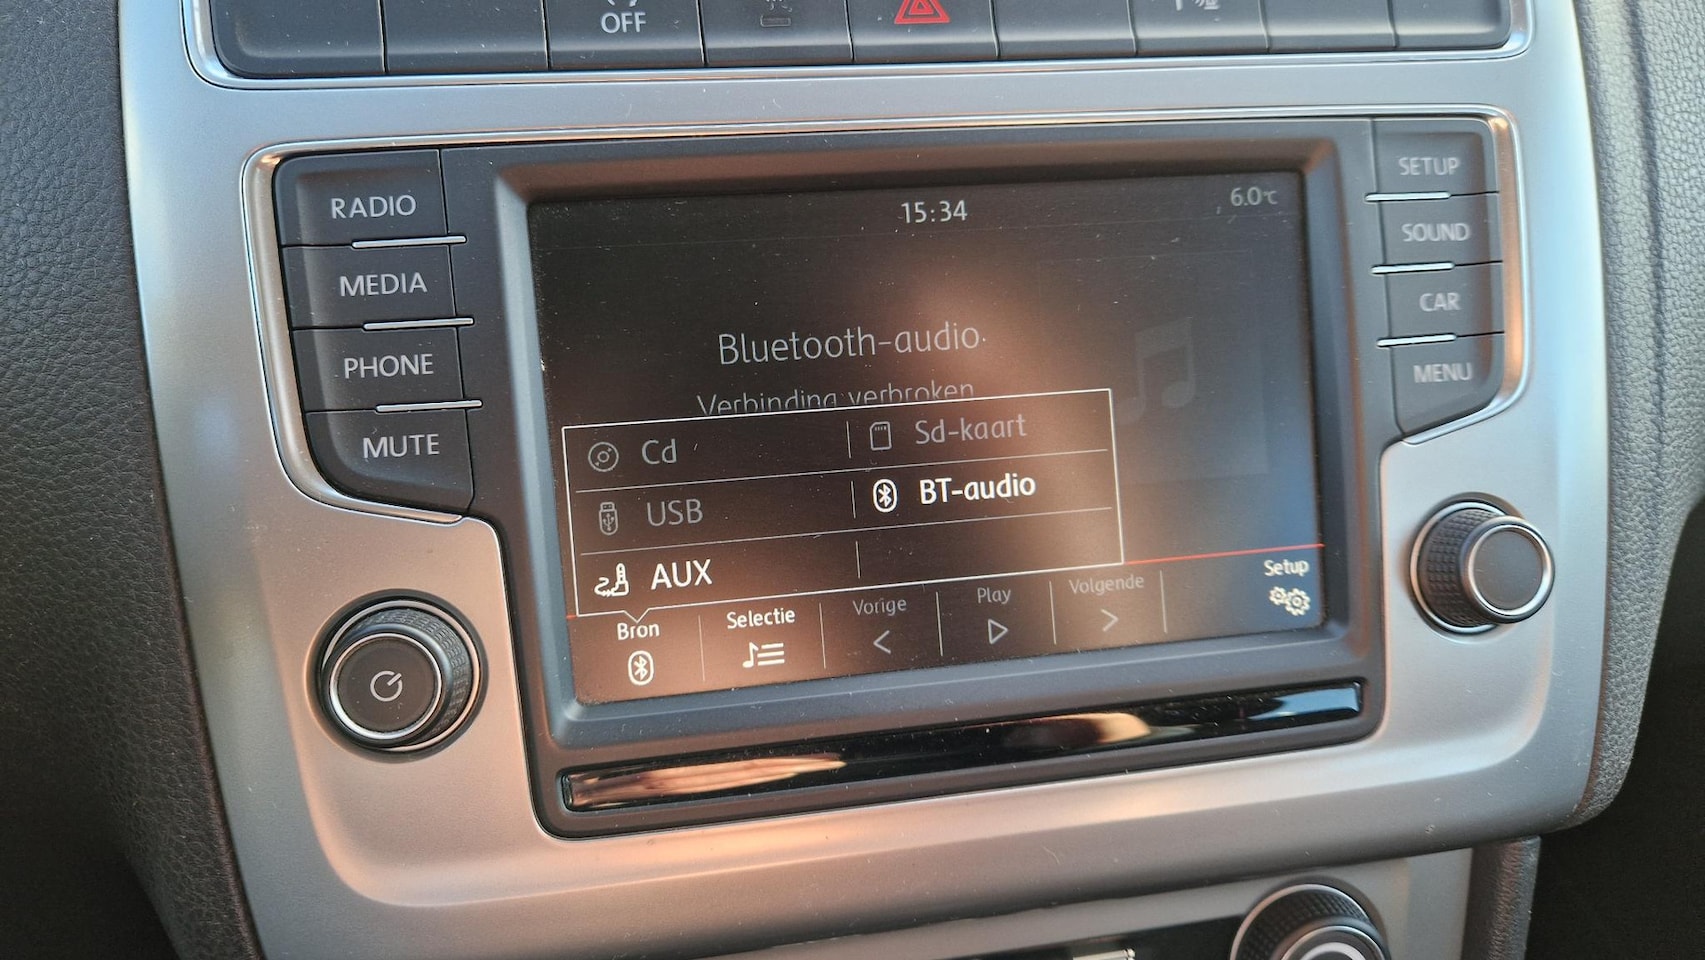 OFF
RADIO
MEDIA
PHONE
MUTE
15:34
6.0°C
Bluetooth-audio
Verbinding verbroken
Cd
Sd-kaart
USB
BT-audio
AUX
Bron
Selectie
Vorige
Play
Volgende
Setup
SETUP
SOUND
CAR
MENU